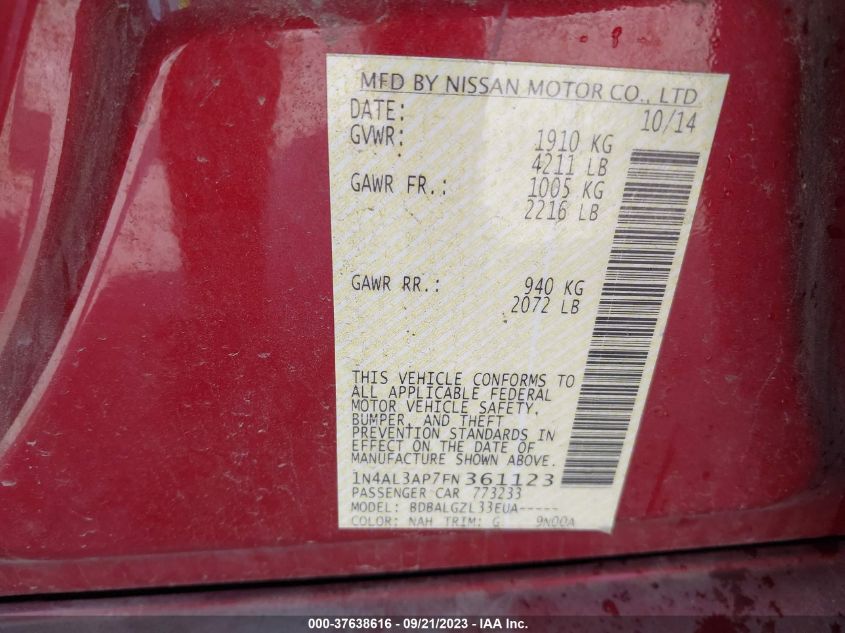 MFD BY NISSAN MOTOR CO., LTD
DATE: 10/14
GVWR: 1910 KG
4211 LB
GAWR FR.: 1005 KG
2216 LB
GAWR RR.: 940 KG
2072 LB
THIS VEHICLE CONFORMS TO
ALL APPLICABLE FEDERAL
MOTOR VEHICLE SAFETY,
BUMPER, AND THEFT
PREVENTION STANDARDS IN
EFFECT ON THE DATE OF
MANUFACTURE SHOWN ABOVE.
1N4AL3AP7FN361123
PASSENGER CAR 773233
MODEL: BDBALGZL33EUA-----
COLOR: NAH TRIM: G 9N00A
000-37638616 - 09/21/2023 - IAA Inc.